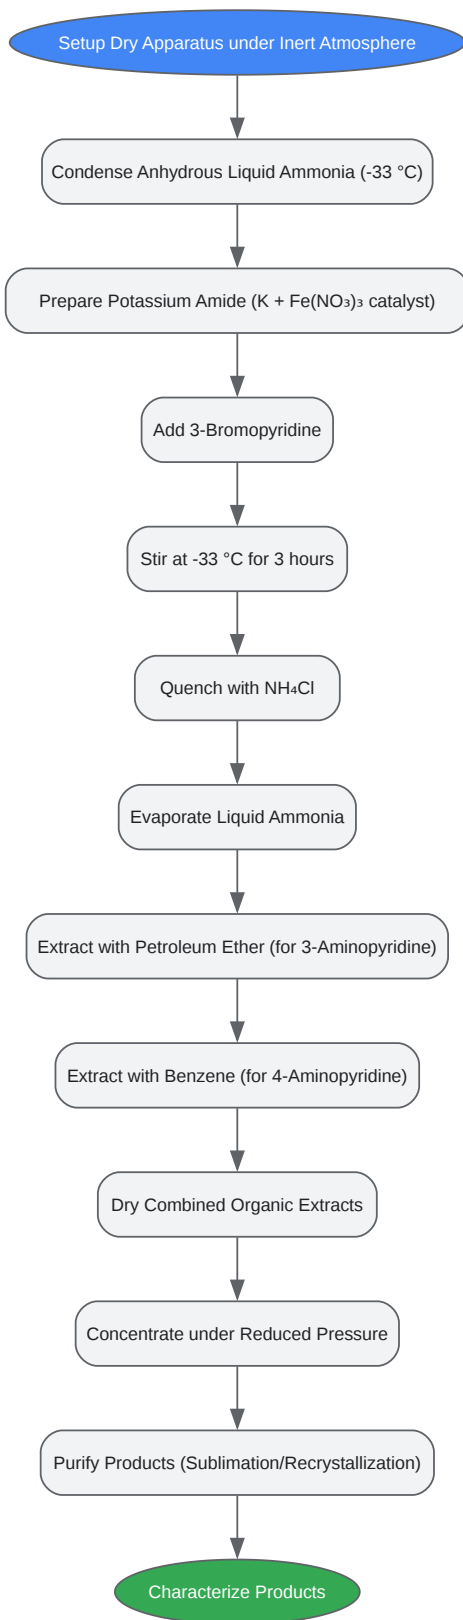 Setup Dry Apparatus under Inert Atmosphere
Condense Anhydrous Liquid Ammonia (-33 °C)
Prepare Potassium Amide (K + Fe(NO₃)₃ catalyst)
Add 3-Bromopyridine
Stir at -33 °C for 3 hours
Quench with NH₄Cl
Evaporate Liquid Ammonia
Extract with Petroleum Ether (for 3-Aminopyridine)
Extract with Benzene (for 4-Aminopyridine)
Dry Combined Organic Extracts
Concentrate under Reduced Pressure
Purify Products (Sublimation/Recrystallization)
Characterize Products